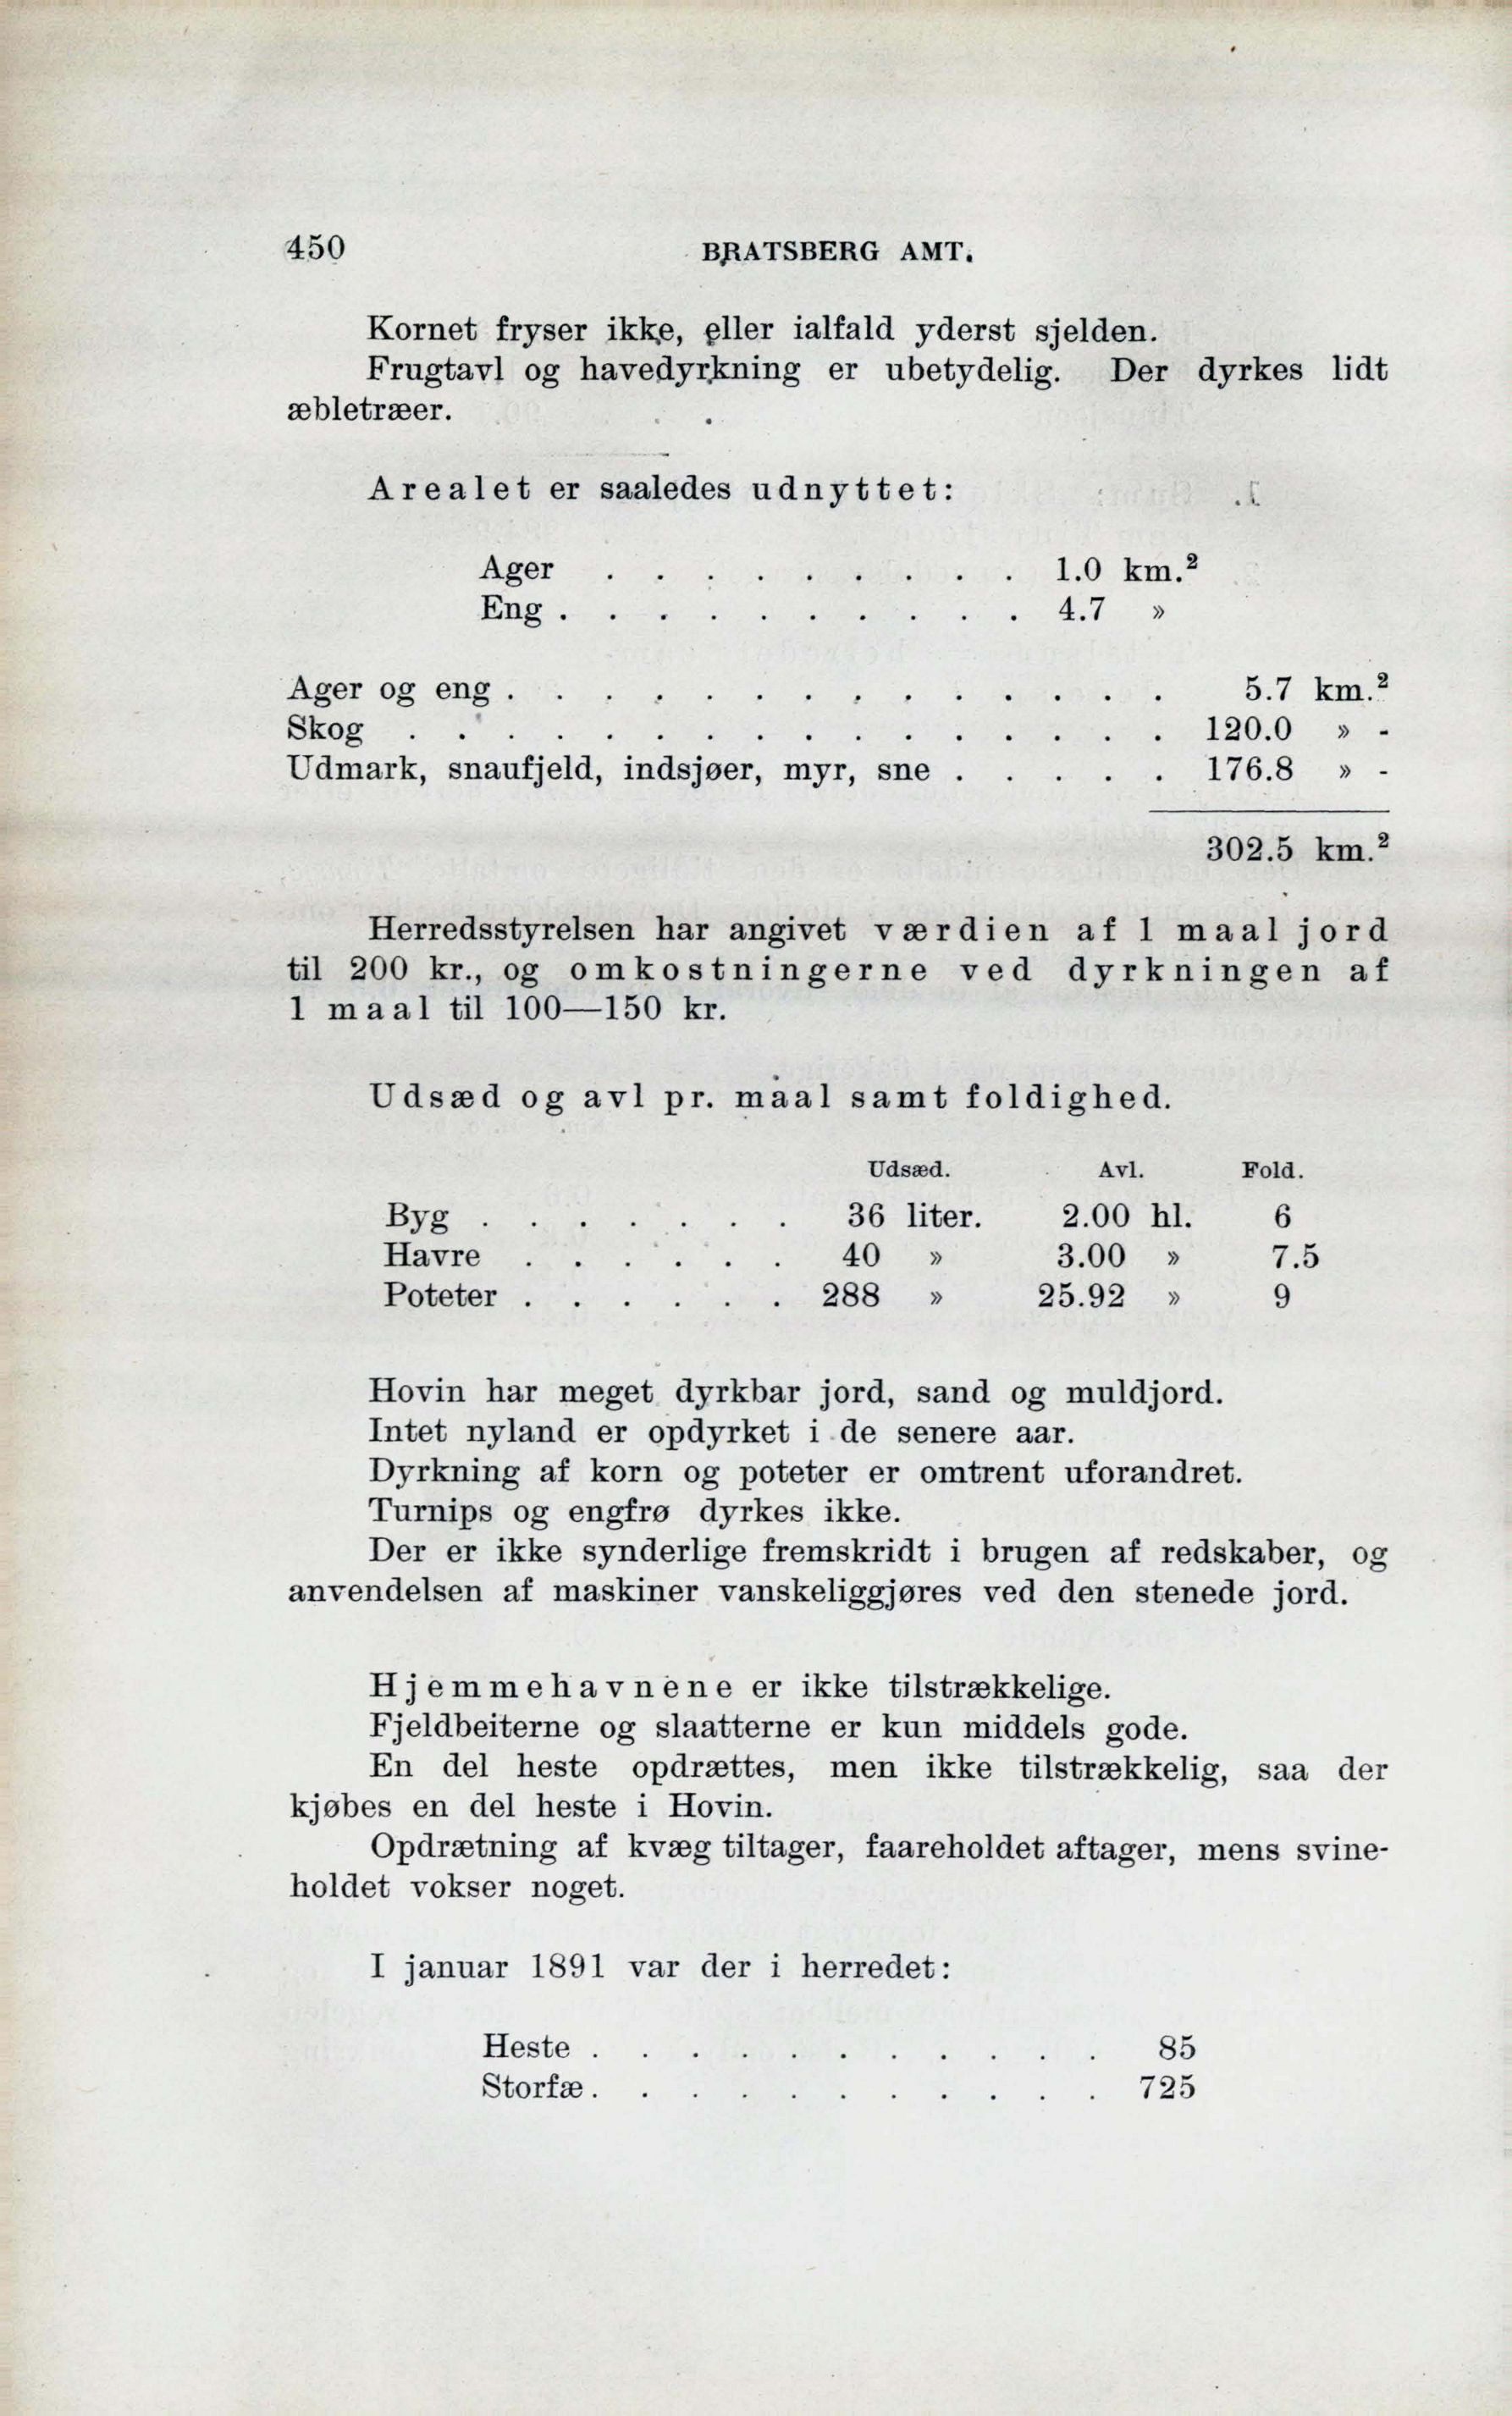 450 BRATSBERG AMT.
Kornet fryser ikke, eller ialfald yderst sjelden.
Frugtavl og havedyrkning er ubetydelig. Der dyrkes lidt
æbletræer.
Arealet er saaledes udnyttet:
Ager . . . . . . . . . 1.0 km.²
Eng . . . . . . . . . . 4.7 »
Ager og eng . . . . . . . . . . . . . . 5.7 km.²
Skog . . . . . . . . . . . . . . . . 120.0 » -
Udmark, snaufjeld, indsjøer, myr, sne . . . . . 176.8 » -
302.5 km.²
Herredsstyrelsen har angivet værdien af 1 maal jord
til 200 kr., og omkostningerne ved dyrkningen af
1 maal til 100—150 kr.
Udsæd og avl pr. maal samt foldighed.
Udsæd. Avl. Fold.
Byg . . . . . . . 36 liter. 2.00 hl. 6
Havre . . . . . . 40 » 3.00 » 7.5
Poteter . . . . . . 288 » 25.92 » 9
Hovin har meget dyrkbar jord, sand og muldjord.
Intet nyland er opdyrket i de senere aar.
Dyrkning af korn og poteter er omtrent uforandret.
Turnips og engfrø dyrkes ikke.
Der er ikke synderlige fremskridt i brugen af redskaber, og
anvendelsen af maskiner vanskeliggjøres ved den stenede jord.
Hjemmehavnene er ikke tilstrækkelige.
Fjeldbeiterne og slaatterne er kun middels gode.
En del heste opdrættes, men ikke tilstrækkelig, saa der
kjøbes en del heste i Hovin.
Opdrætning af kvæg tiltager, faareholdet aftager, mens svine-
holdet vokser noget.
I januar 1891 var der i herredet:
Heste . . . . . . . . . . . 85
Storfæ . . . . . . . . . . . 725